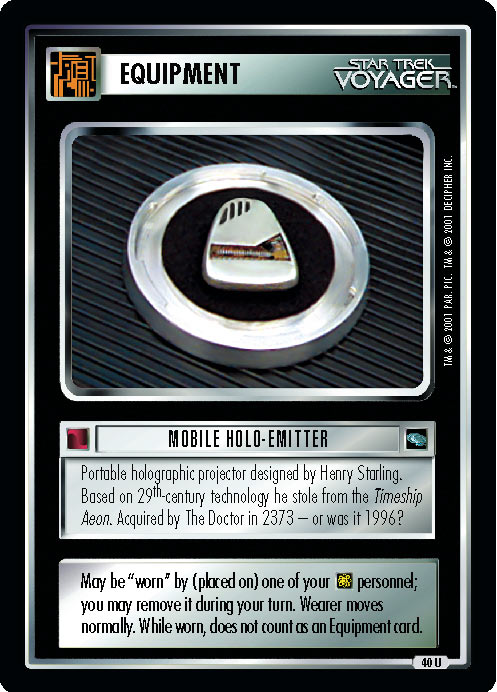 EQUIPMENT
STAR TREK
VOYAGER™
TM & © 2001 PAR. PIC. TM & © 2001 DECIPHER INC.
MOBILE HOLO-EMITTER
Portable holographic projector designed by Henry Starling.
Based on 29th-century technology he stole from the Timeship
Aeon. Acquired by The Doctor in 2373 – or was it 1996?
May be “worn” by (placed on) one of your personnel;
you may remove it during your turn. Wearer moves
normally. While worn, does not count as an Equipment card.
40 U